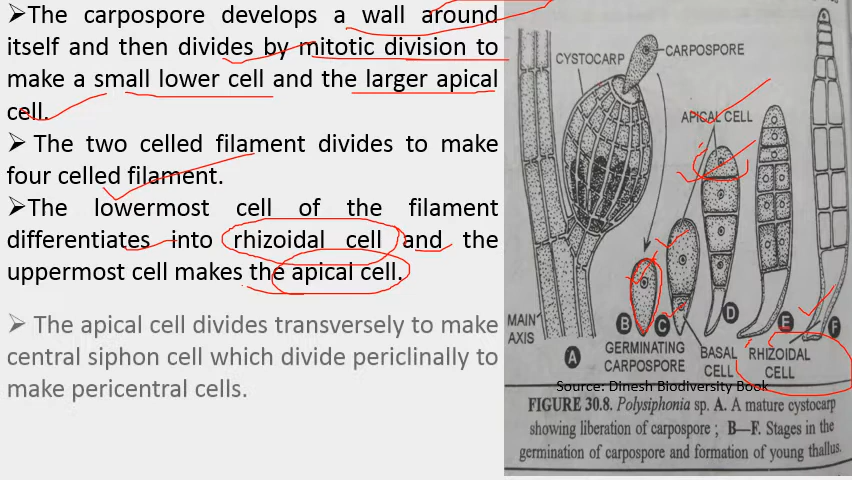 ➢The carpospore develops a wall around
itself and then divides by mitotic division to
make a small lower cell and the larger apical
cell.
➢ The two celled filament divides to make
four celled filament.
➢The lowermost cell of the filament
differentiates into rhizoidal cell and the
uppermost cell makes the apical cell.
➢ The apical cell divides transversely to make
central siphon cell which divide periclinally to
make pericentral cells.
CYSTOCARP
CARPOSPORE
APICAL CELL
MAIN
AXIS
A
B
C
D
E
F
GERMINATING
CARPOSPORE
BASAL
CELL
RHIZOIDAL
CELL
Source: Dinesh Biodiversity Book
FIGURE 30.8. Polysiphonia sp. A. A mature cystocarp
showing liberation of carpospore ; B—F. Stages in the
germination of carpospore and formation of young thallus.